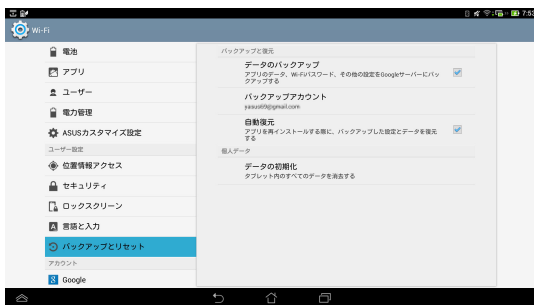 7:53
Wi-Fi
電池
アプリ
ユーザー
電力管理
ASUSカスタマイズ設定
ユーザー設定
位置情報アクセス
セキュリティ
ロックスクリーン
言語と入力
バックアップとリセット
アカウント
Google
バックアップと復元
データのバックアップ
アプリのデータ、Wi-Fiパスワード、その他の設定をGoogleサーバーにバッ
クアップする
バックアップアカウント
yasus69@gmail.com
自動復元
アプリを再インストールする際に、バックアップした設定とデータを復元
する
個人データ
データの初期化
タブレット内のすべてのデータを消去する